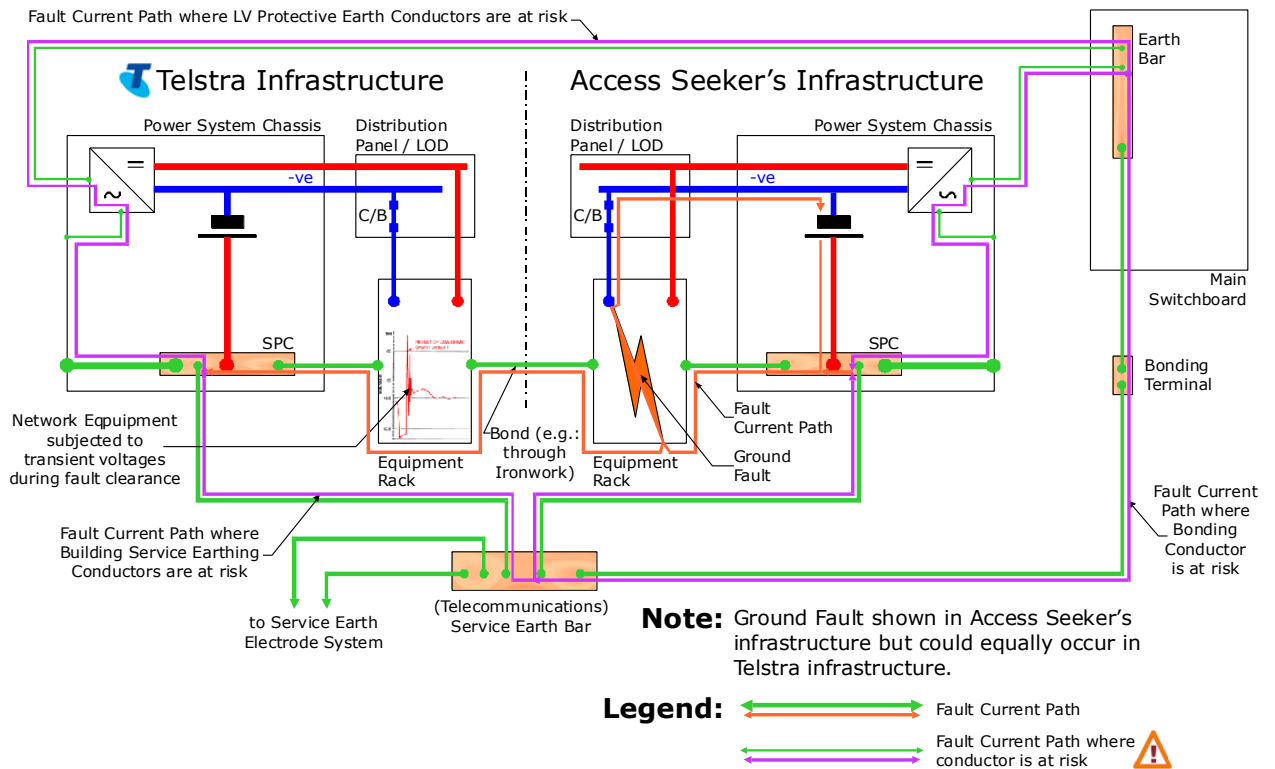 Fault Current Path where LV Protective Earth Conductors are at risk
Earth
Bar
Telstra Infrastructure
Access Seeker's Infrastructure
Power System Chassis
Distribution
Panel / LOD
Distribution
Panel / LOD
Power System Chassis
-ve
-ve
C/B
C/B
Main
Switchboard
SPC
SPC
Bonding
Terminal
Network Eqpuipment
subjected to
transient voltages
during fault clearance
Bond (e.g.:
through
Ironwork)
Fault
Current Path
Ground
Fault
Equipment
Rack
Equipment
Rack
Fault Current
Path where
Bonding
Conductor
is at risk
Fault Current Path where
Building Service Earthing
Conductors are at risk
(Telecommunications)
Service Earth Bar
to Service Earth
Electrode System
Note: Ground Fault shown in Access Seeker's
infrastructure but could equally occur in
Telstra infrastructure.
Legend:
Fault Current Path
Fault Current Path where
conductor is at risk